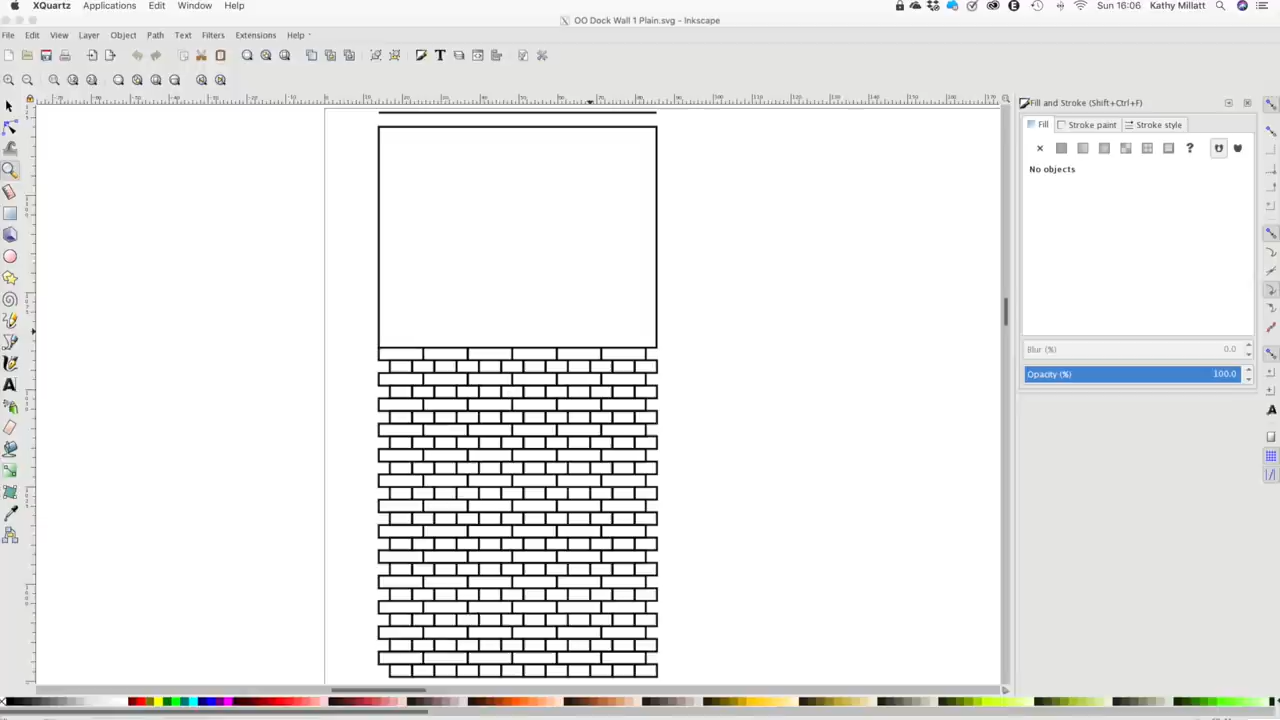 XQuartz Applications Edit Window Help
Sun 16:06 Kathy Millatt
OO Dock Wall 1 Plain.svg - Inkscape
File Edit View Layer Object Path Text Filters Extensions Help
Fill and Stroke (Shift+Ctrl+F)
Fill Stroke paint Stroke style
No objects
Blur (%) 0.0
Opacity (%) 100.0